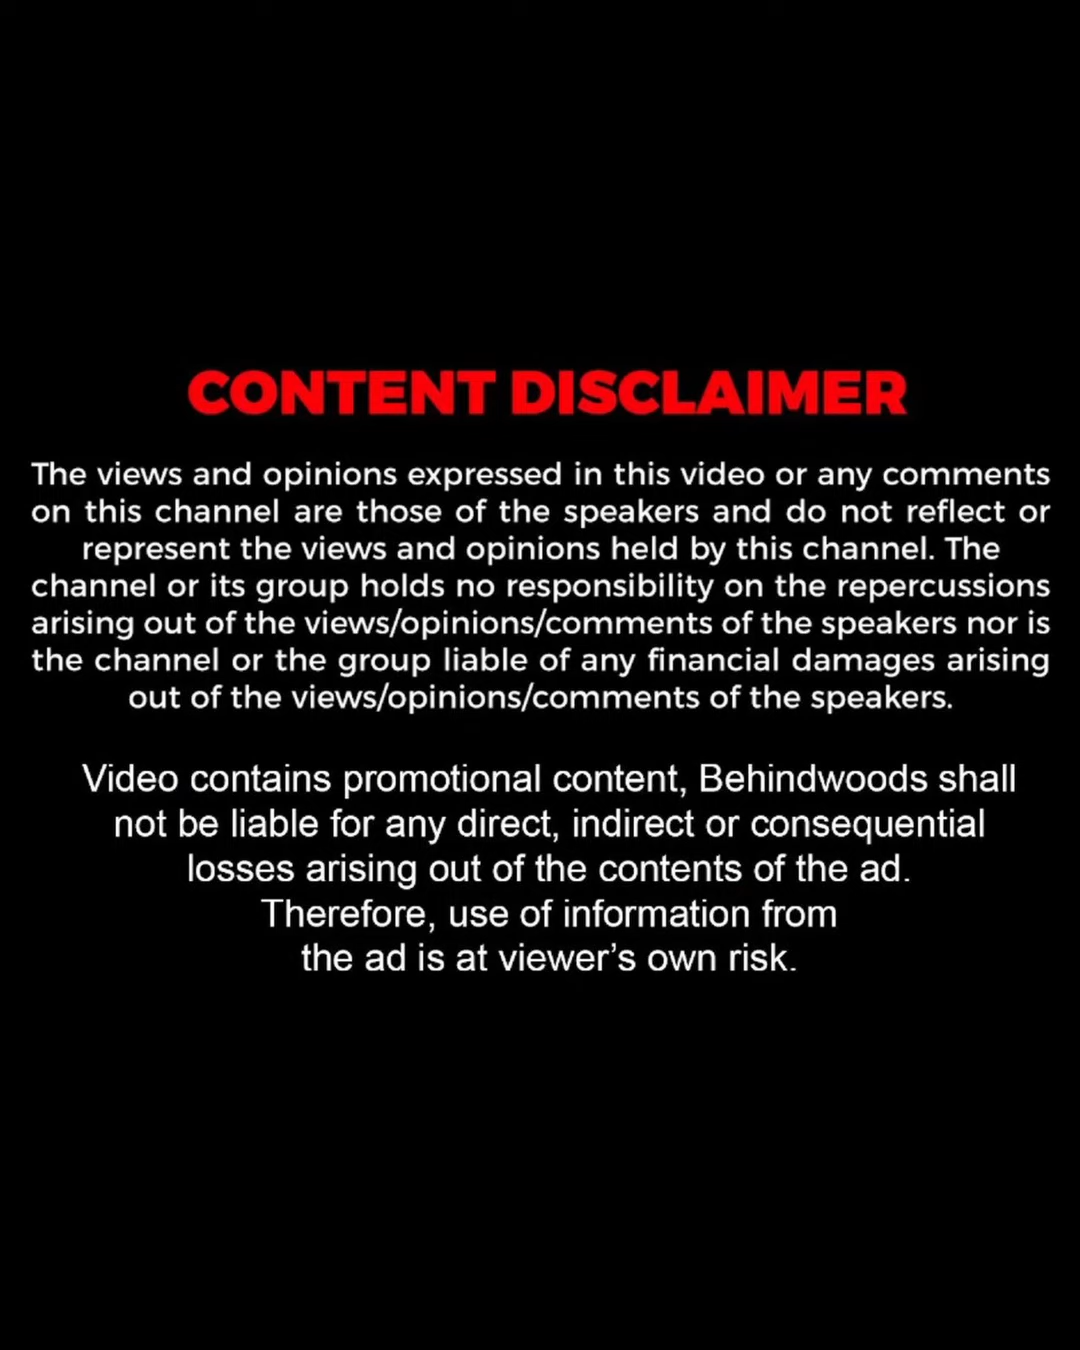 CONTENT DISCLAIMER
The views and opinions expressed in this video or any comments
on this channel are those of the speakers and do not reflect or
represent the views and opinions held by this channel. The
channel or its group holds no responsibility on the repercussions
arising out of the views/opinions/comments of the speakers nor is
the channel or the group liable of any financial damages arising
out of the views/opinions/comments of the speakers.
Video contains promotional content, Behindwoods shall
not be liable for any direct, indirect or consequential
losses arising out of the contents of the ad.
Therefore, use of information from
the ad is at viewer’s own risk.